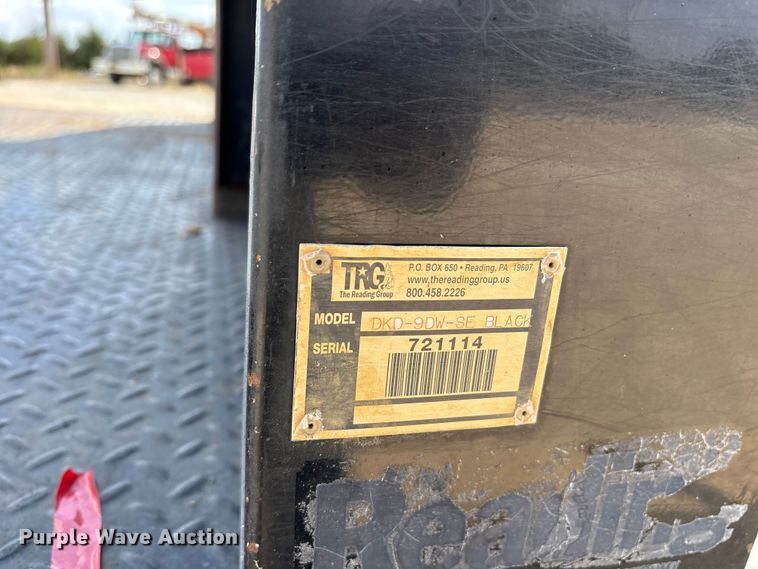 TRG
The Reading Group
P.O. BOX 650 • Reading, PA 19607
www.thereadinggroup.us
800.458.2226
MODEL DKD-9DW-SE BLACK
SERIAL 721114
Reading
Purple Wave Auction